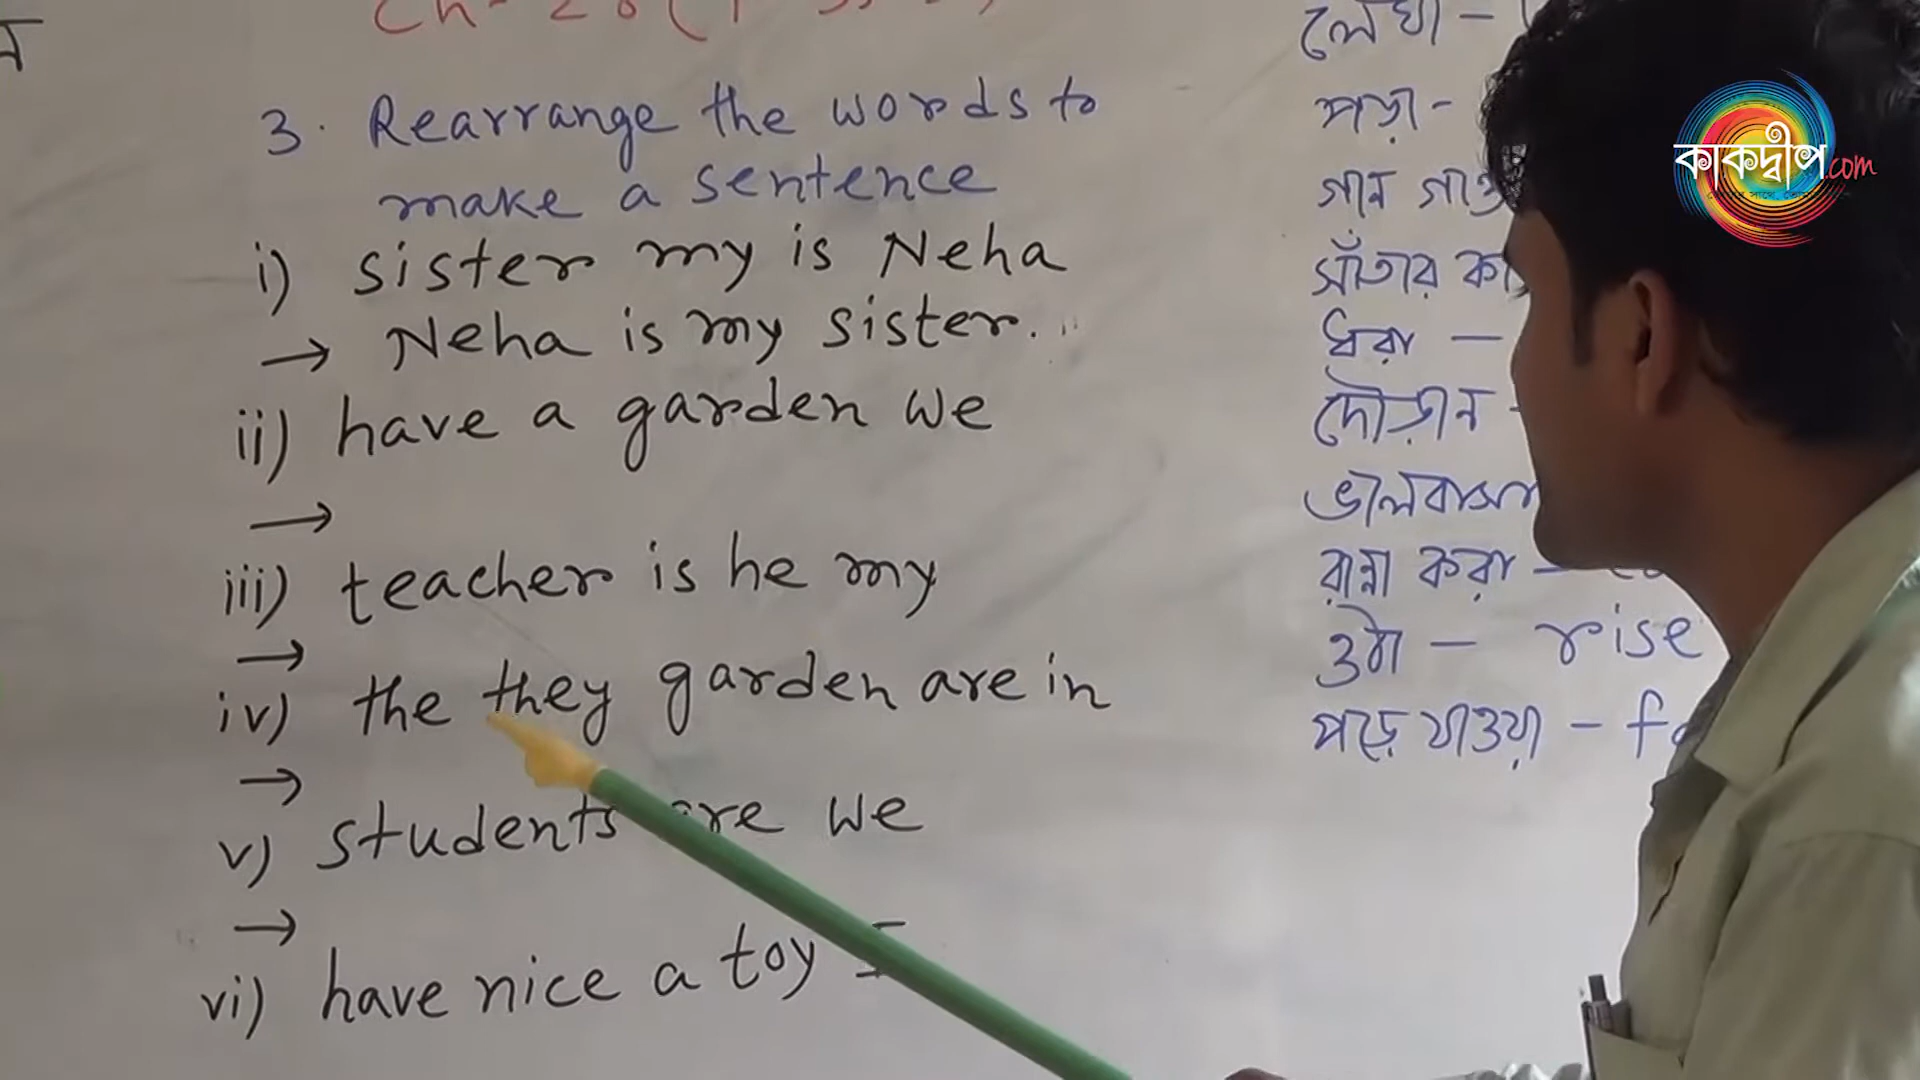 3. Rearrange the words to
make a sentence
i) sister my is Neha
→ Neha is my sister.
ii) have a garden we
→
iii) teacher is he my
→
iv) the they garden are in
→
v) students are we
→
vi) have nice a toy I
লেখা –
পড়া -
গান গাও
সাঁতার কা
ধরা –
দৌড়ান -
ভালবাসা
রান্না করা –
ওঠা – rise
পড়ে যাওয়া – fa
কাকদ্বীপ.com